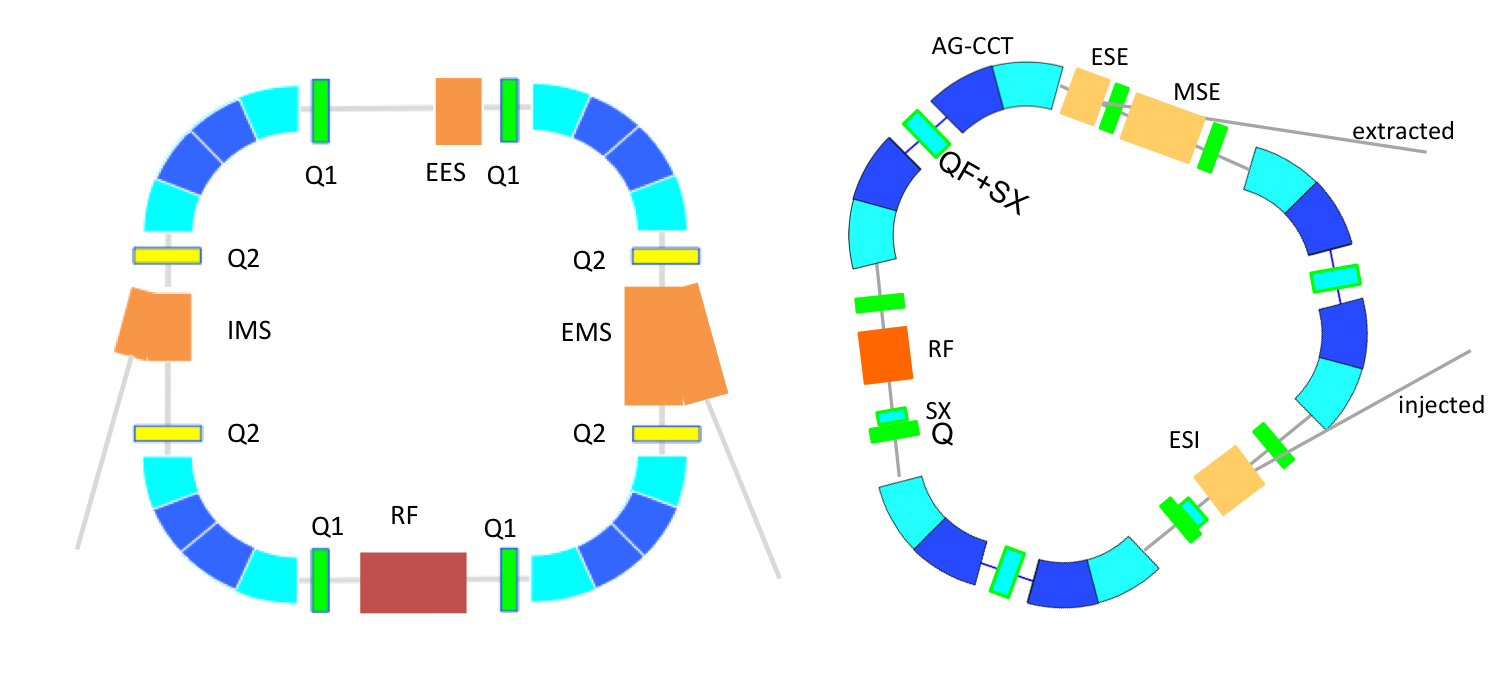 Q1
EES
Q1
Q2
Q2
IMS
EMS
Q2
Q2
Q1
RF
Q1
AG-CCT
ESE
MSE
extracted
QF+SX
RF
SX
Q
injected
ESI